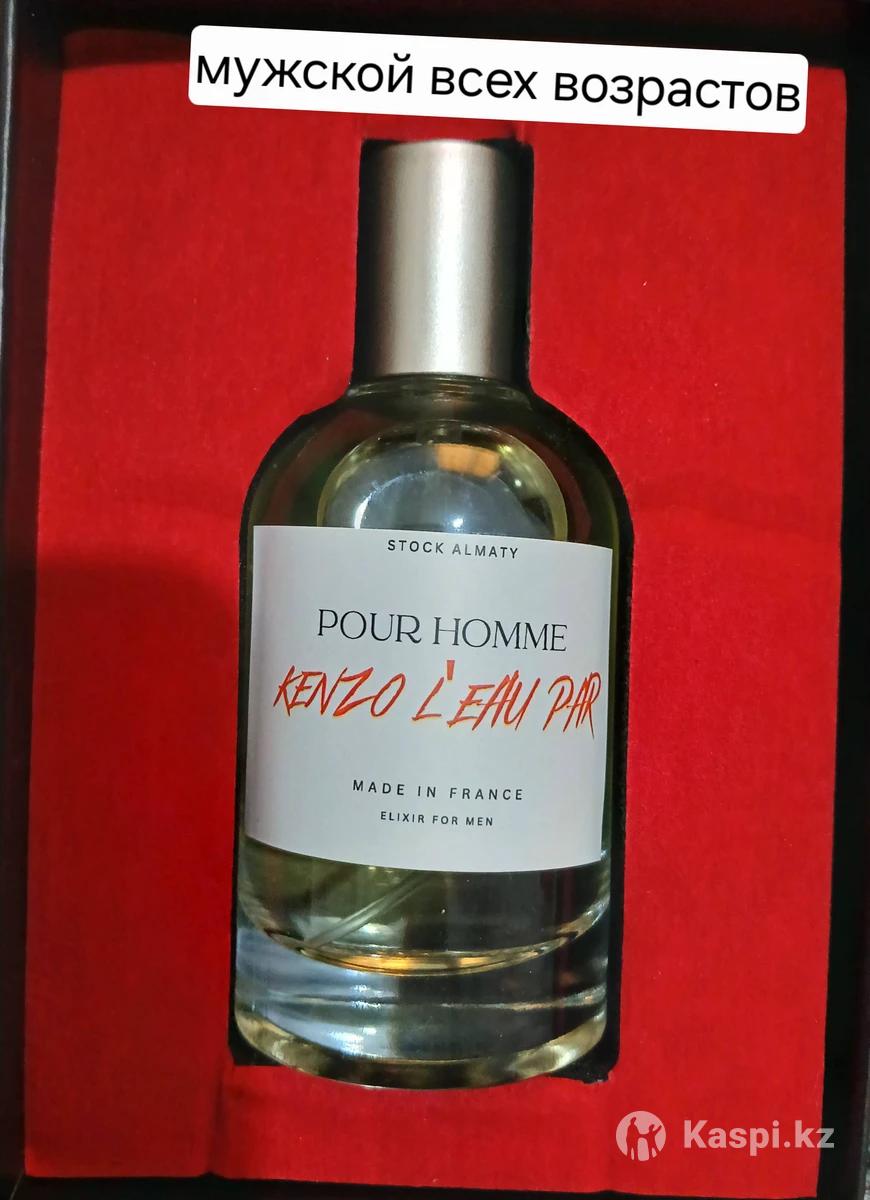 мужской всех возрастов
STOCK ALMATY
POUR HOMME
KENZO L'EAU PAR
MADE IN FRANCE
ELIXIR FOR MEN
Kaspi.kz